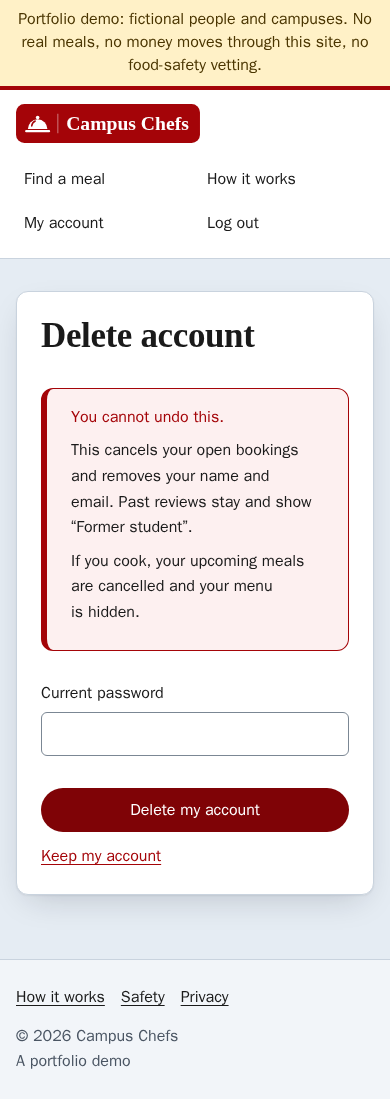 Portfolio demo: fictional people and campuses. No
real meals, no money moves through this site, no
food-safety vetting.
Campus Chefs
Find a meal
How it works
My account
Log out
Delete account
You cannot undo this.
This cancels your open bookings
and removes your name and
email. Past reviews stay and show
“Former student”.
If you cook, your upcoming meals
are cancelled and your menu
is hidden.
Current password
Delete my account
Keep my account
How it works Safety Privacy
© 2026 Campus Chefs
A portfolio demo